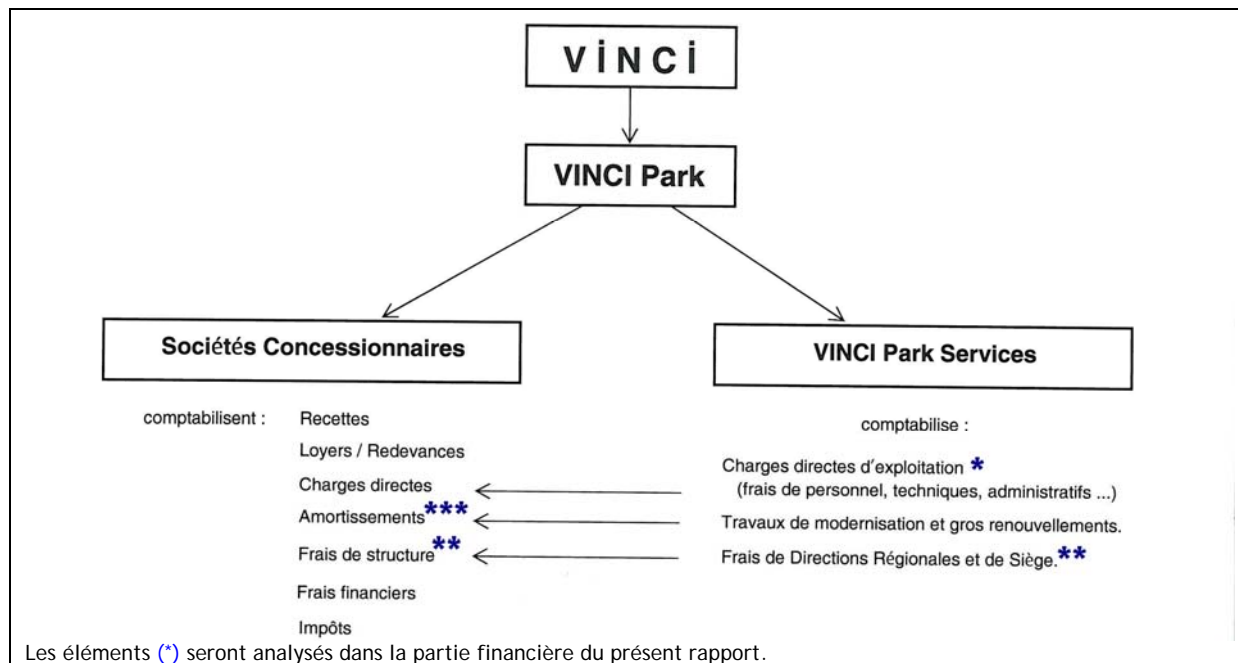 VİNCİ
VINCI Park
Sociétés Concessionnaires
comptabilisent :
Recettes
Loyers / Redevances
Charges directes
Amortissements***
Frais de structure**
Frais financiers
Impôts
VINCI Park Services
comptabilise :
Charges directes d'exploitation *
(frais de personnel, techniques, administratifs ...)
Travaux de modernisation et gros renouvellements.
Frais de Directions Régionales et de Siège.**
Les éléments (*) seront analysés dans la partie financière du présent rapport.